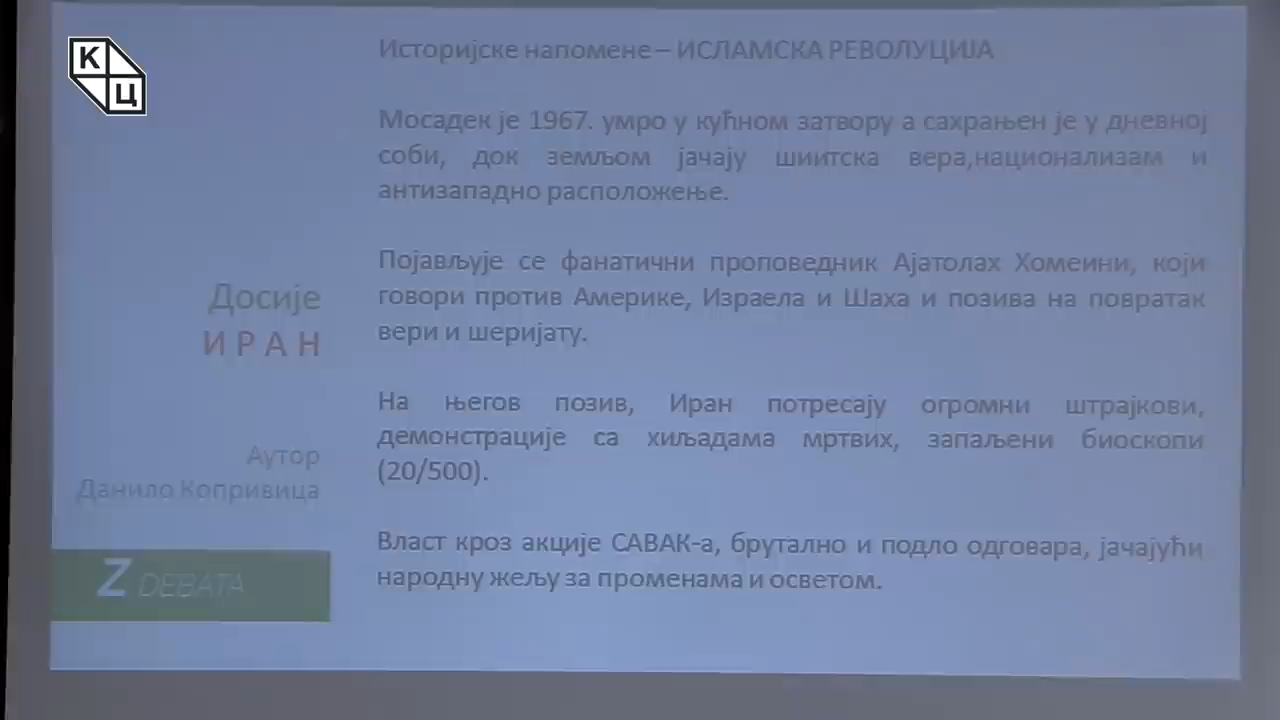 К
Ц
Историјске напомене – ИСЛАМСКА РЕВОЛУЦИЈА
Мосадек је 1967. умро у кућном затвору а сахрањен је у дневној
соби, док земљом јачају шиитска вера,национализам и
антизападно расположење.
Појављује се фанатични проповедник Ајатолах Хомеини, који
говори против Америке, Израела и Шаха и позива на повратак
вери и шеријату.
На његов позив, Иран потресају огромни штрајкови,
демонстрације са хиљадама мртвих, запаљени биоскопи
(20/500).
Власт кроз акције САВАК-а, брутално и подло одговара, јачајући
народну жељу за променама и осветом.
Досије
И Р А Н
Аутор
Данило Копривица
Z DEBATA